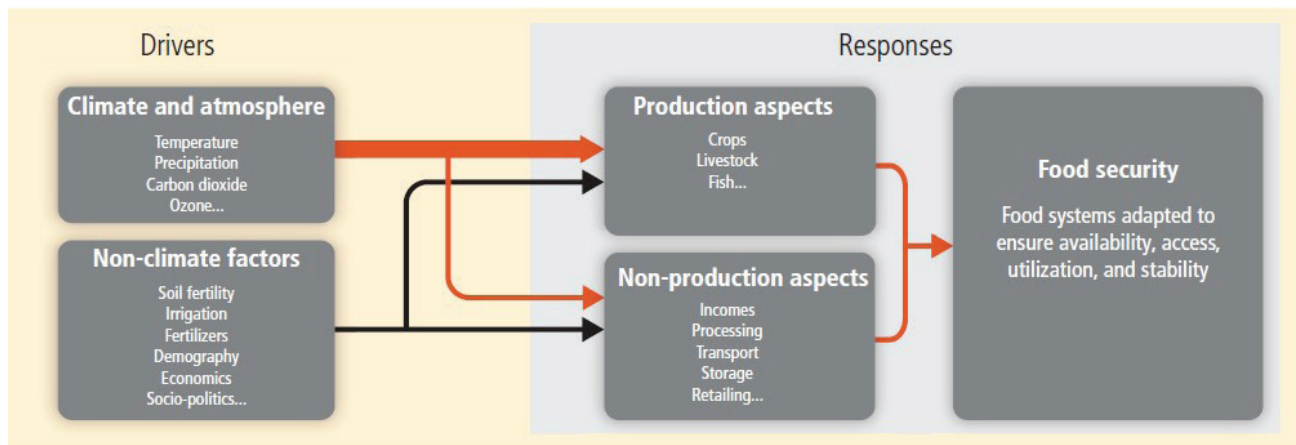 Drivers
Responses
Climate and atmosphere
Temperature
Precipitation
Carbon dioxide
Ozone...
Non-climate factors
Soil fertility
Irrigation
Fertilizers
Demography
Economics
Socio-politics...
Production aspects
Crops
Livestock
Fish...
Non-production aspects
Incomes
Processing
Transport
Storage
Retailing...
Food security
Food systems adapted to
ensure availability, access,
utilization, and stability